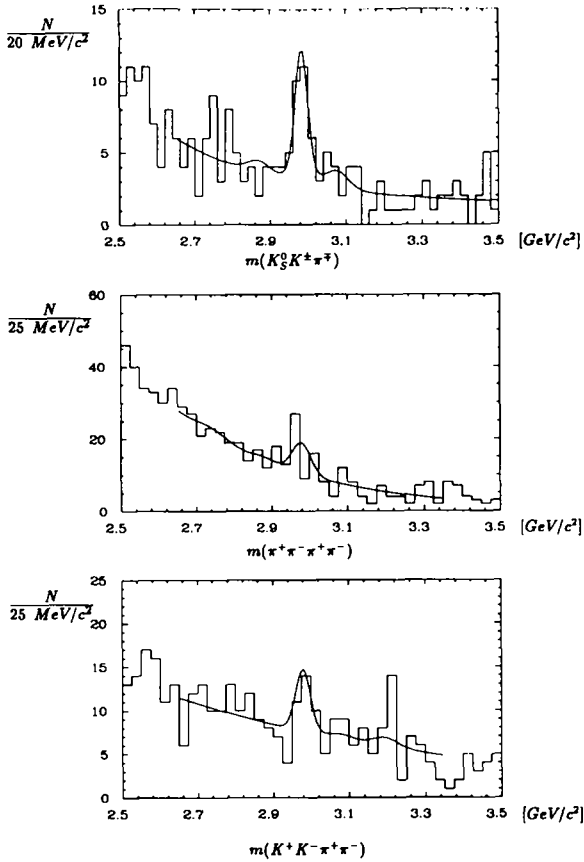 N
20 MeV/c²
15
10
5
0
2.5 2.7 2.9 3.1 3.3 3.5 [GeV/c²]
m(K⁰_S K^± π^∓)
N
25 MeV/c²
60
40
20
0
2.5 2.7 2.9 3.1 3.3 3.5 [GeV/c²]
m(π⁺π⁻π⁺π⁻)
N
25 MeV/c²
25
20
15
10
5
0
2.5 2.7 2.9 3.1 3.3 3.5 [GeV/c²]
m(K⁺K⁻π⁺π⁻)